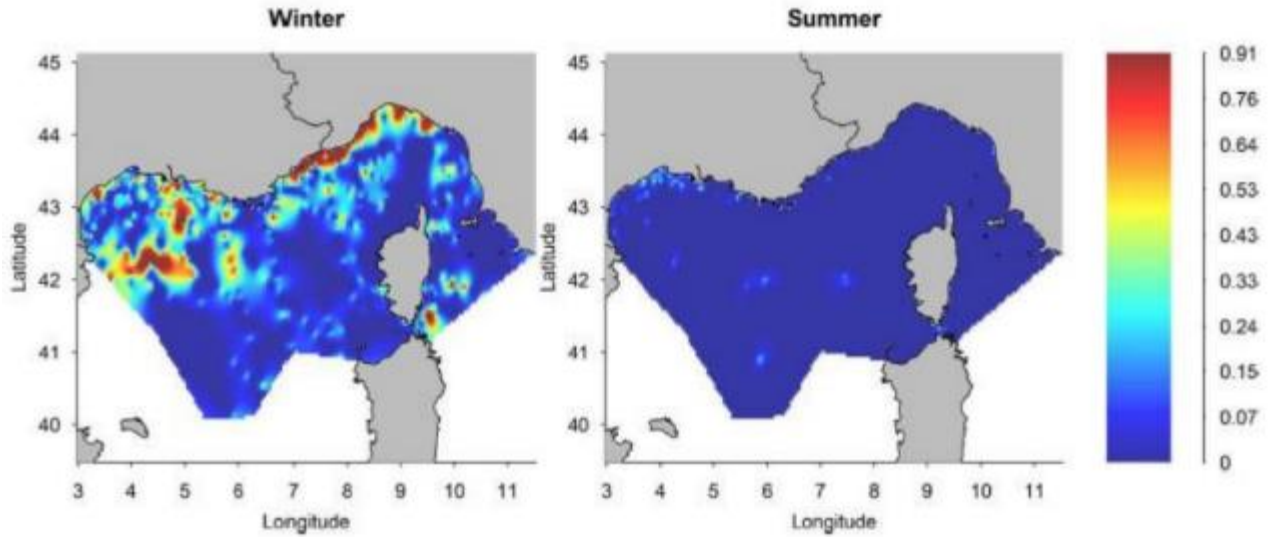 Winter Summer
45 45 0.91
0.76
44 44 0.64
0.53
43 43 0.43
42 42 0.33
0.24
41 41 0.15
0.07
40 40 0
Latitude Latitude
3 4 5 6 7 8 9 10 11 3 4 5 6 7 8 9 10 11
Longitude Longitude